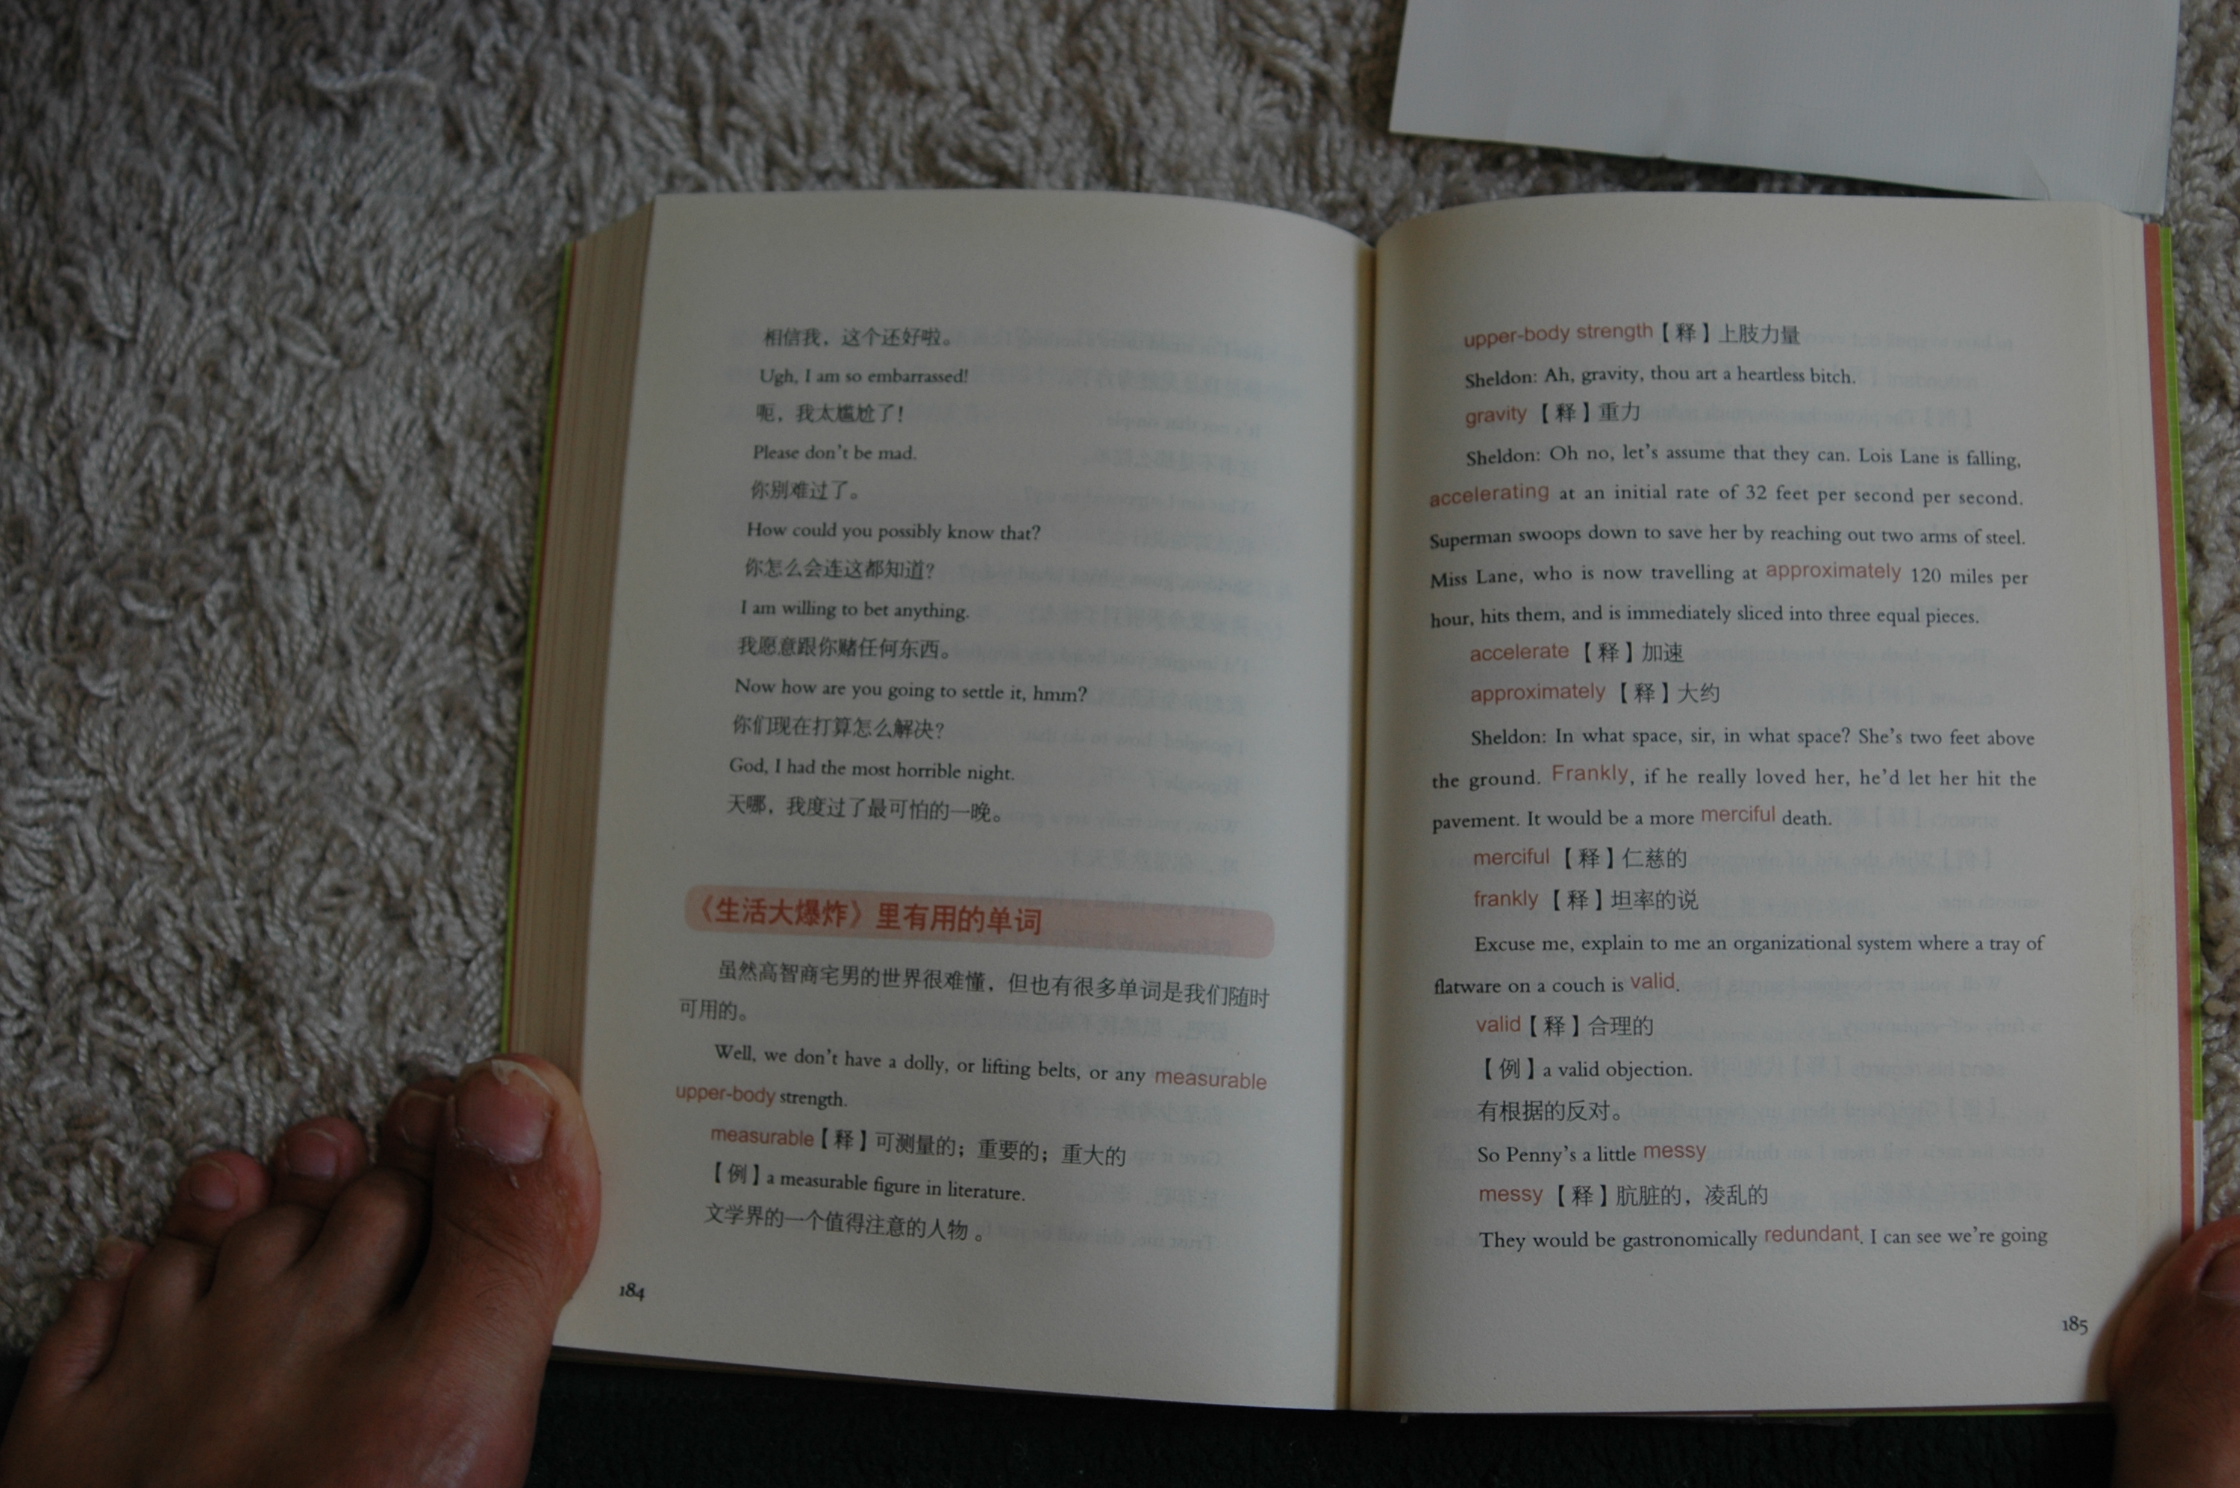 相信我，这个还好啦。
Ugh, I am so embarrassed!
呃，我太尴尬了！
Please don't be mad.
你别难过了。
How could you possibly know that?
你怎么会连这都知道？
I am willing to bet anything.
我愿意跟你赌任何东西。
Now how are you going to settle it, hmm?
你们现在打算怎么解决？
God, I had the most horrible night.
天哪，我度过了最可怕的一晚。
《生活大爆炸》里有用的单词
虽然高智商宅男的世界很难懂，但也有很多单词是我们随时
可用的。
Well, we don't have a dolly, or lifting belts, or any measurable
upper-body strength.
measurable【释】可测量的；重要的；重大的
【例】a measurable figure in literature.
文学界的一个值得注意的人物。
184
upper-body strength【释】上肢力量
Sheldon: Ah, gravity, thou art a heartless bitch.
gravity 【释】重力
Sheldon: Oh no, let's assume that they can. Lois Lane is falling,
accelerating at an initial rate of 32 feet per second per second.
Superman swoops down to save her by reaching out two arms of steel.
Miss Lane, who is now travelling at approximately 120 miles per
hour, hits them, and is immediately sliced into three equal pieces.
accelerate 【释】加速
approximately 【释】大约
Sheldon: In what space, sir, in what space? She's two feet above
the ground. Frankly, if he really loved her, he'd let her hit the
pavement. It would be a more merciful death.
merciful 【释】仁慈的
frankly 【释】坦率的说
Excuse me, explain to me an organizational system where a tray of
flatware on a couch is valid.
valid【释】合理的
【例】a valid objection.
有根据的反对。
So Penny's a little messy
messy 【释】肮脏的，凌乱的
They would be gastronomically redundant. I can see we're going
185